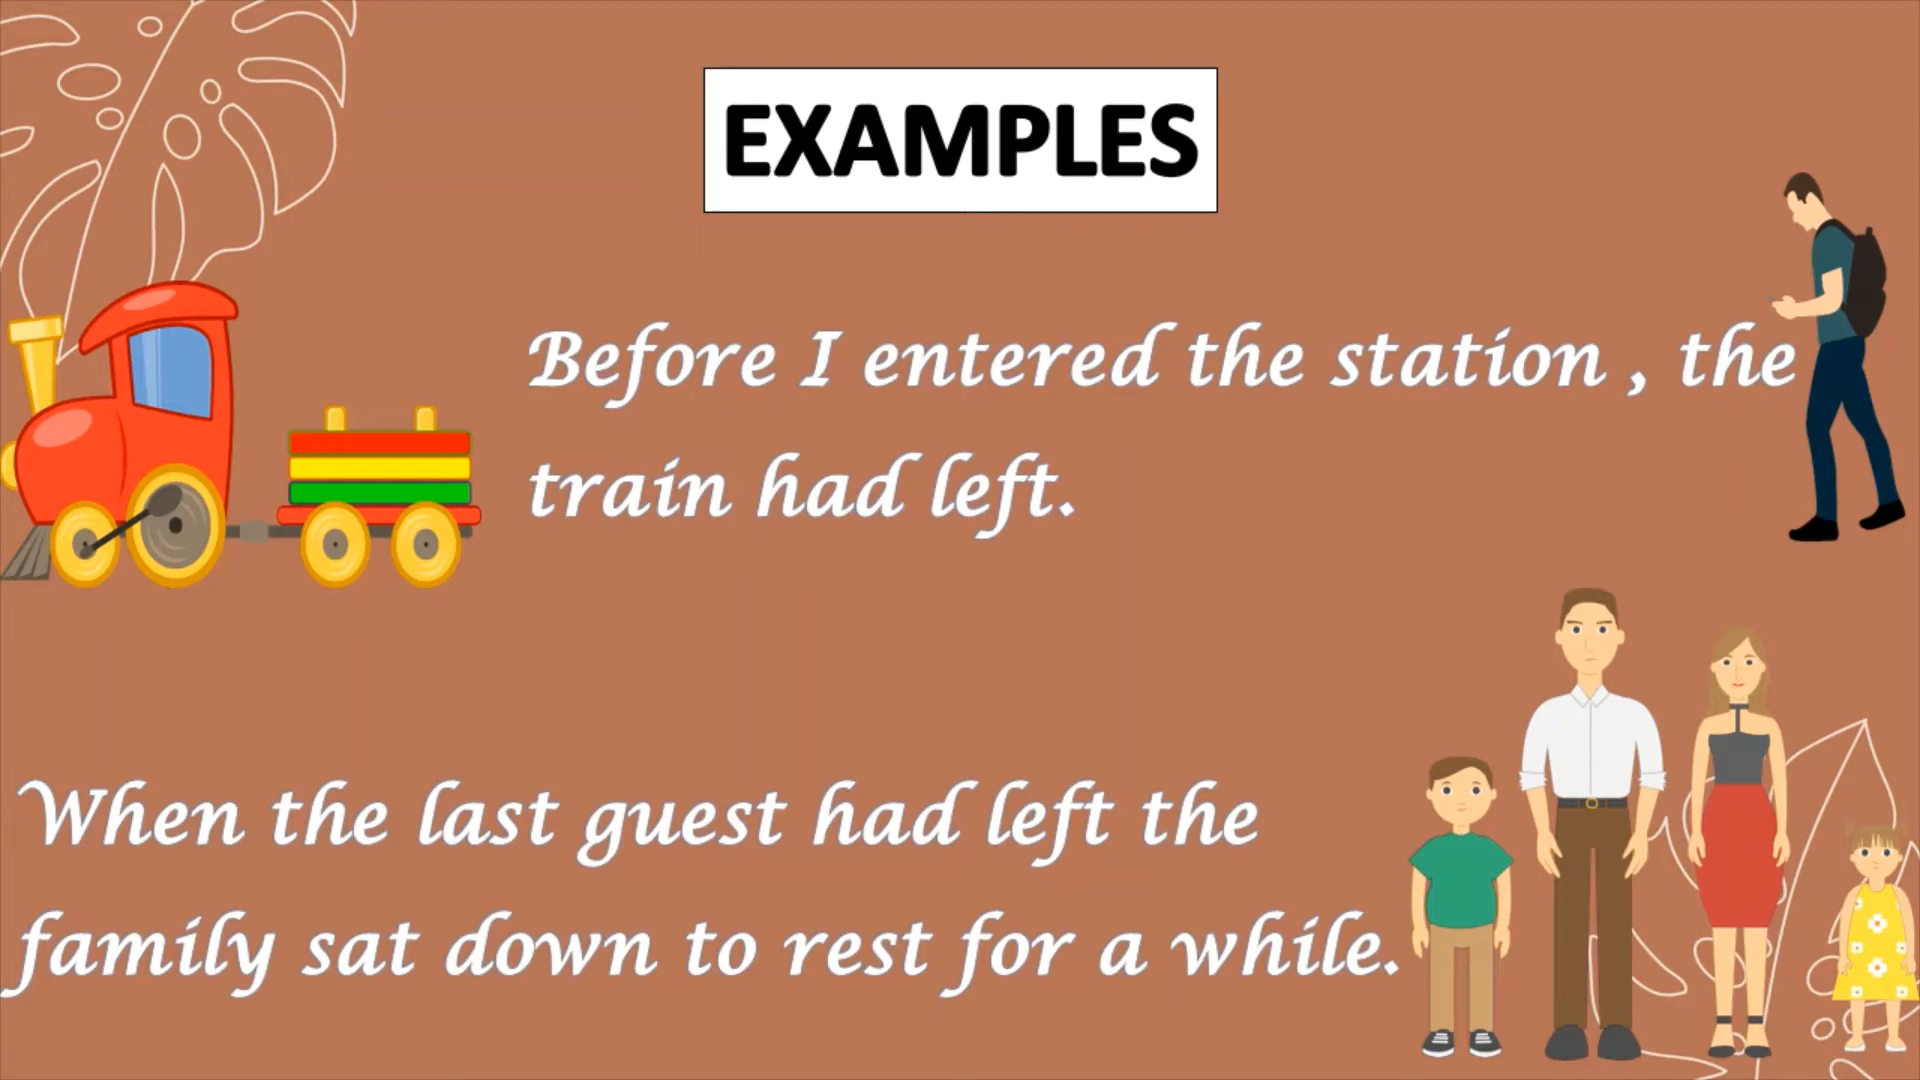 EXAMPLES
Before I entered the station , the
train had left.
When the last guest had left the
family sat down to rest for a while.